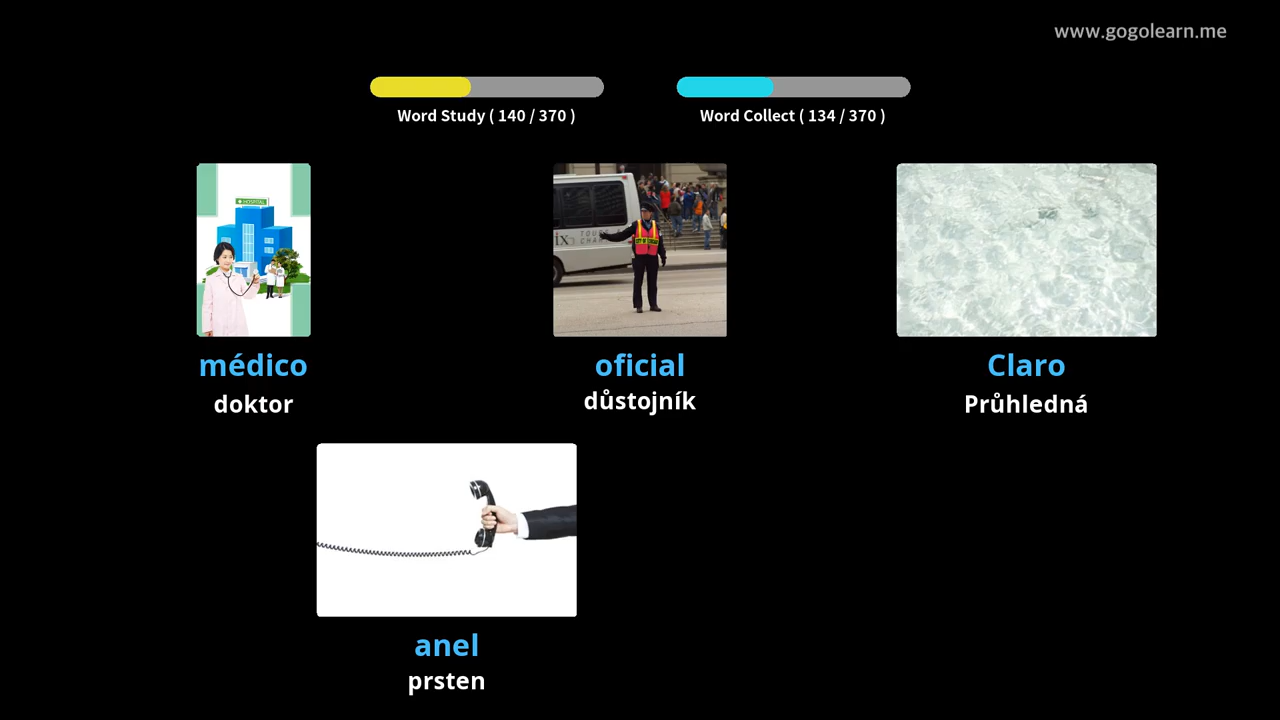 www.gogolearn.me
Word Study ( 140 / 370 )
Word Collect ( 134 / 370 )
HOSPITAL
médico
doktor
oficial
důstojník
Claro
Průhledná
anel
prsten